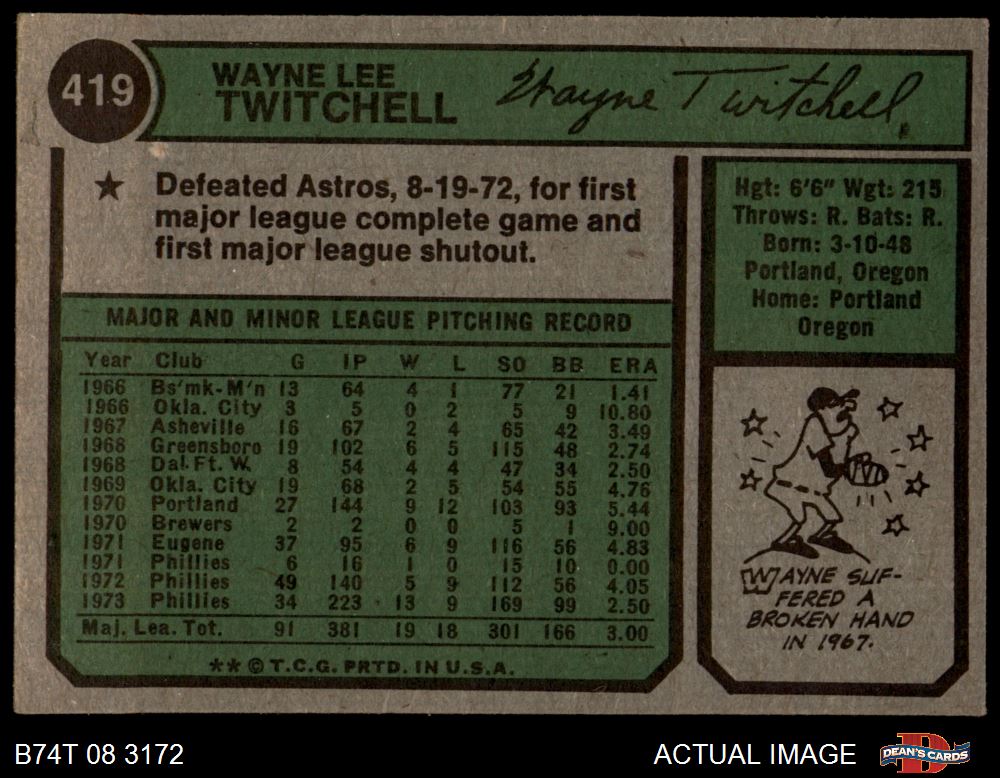 419
WAYNE LEE
TWITCHELL
Wayne Twitchell
★ Defeated Astros, 8-19-72, for first
major league complete game and
first major league shutout.
Hgt: 6'6" Wgt: 215
Throws: R. Bats: R.
Born: 3-10-48
Portland, Oregon
Home: Portland
Oregon
MAJOR AND MINOR LEAGUE PITCHING RECORD
Year Club G IP W L SO BB ERA
1966 Bs'mk-M'n 13 64 4 1 77 21 1.41
1966 Okla. City 3 5 0 2 5 9 10.80
1967 Asheville 16 67 2 4 65 42 3.49
1968 Greensboro 19 102 6 5 115 48 2.74
1968 Dal-Ft. W. 8 54 4 4 47 34 2.50
1969 Okla. City 19 68 2 5 54 55 4.76
1970 Portland 27 144 9 12 103 93 5.44
1970 Brewers 2 2 0 0 5 1 9.00
1971 Eugene 37 95 6 9 116 56 4.83
1971 Phillies 6 16 1 0 15 10 0.00
1972 Phillies 49 140 5 9 112 56 4.05
1973 Phillies 34 223 13 9 169 99 2.50
Maj. Lea. Tot. 91 381 19 18 301 166 3.00
** © T.C.G. PRTD. IN U.S.A.
WAYNE SUF-
FERED A
BROKEN HAND
IN 1967.
B74T 08 3172
ACTUAL IMAGE
DEAN'S CARDS